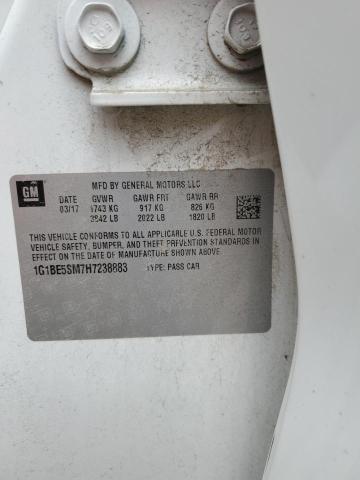 GM
MFD BY GENERAL MOTORS LLC
DATE GVWR GAWR FRT GAWR RR
03/17 1743 KG 917 KG 826 KG
3842 LB 2022 LB 1820 LB
THIS VEHICLE CONFORMS TO ALL APPLICABLE U.S. FEDERAL MOTOR
VEHICLE SAFETY, BUMPER, AND THEFT PREVENTION STANDARDS IN
EFFECT ON THE DATE OF MANUFACTURE SHOWN ABOVE.
1G1BE5SM7H7238883 TYPE: PASS CAR